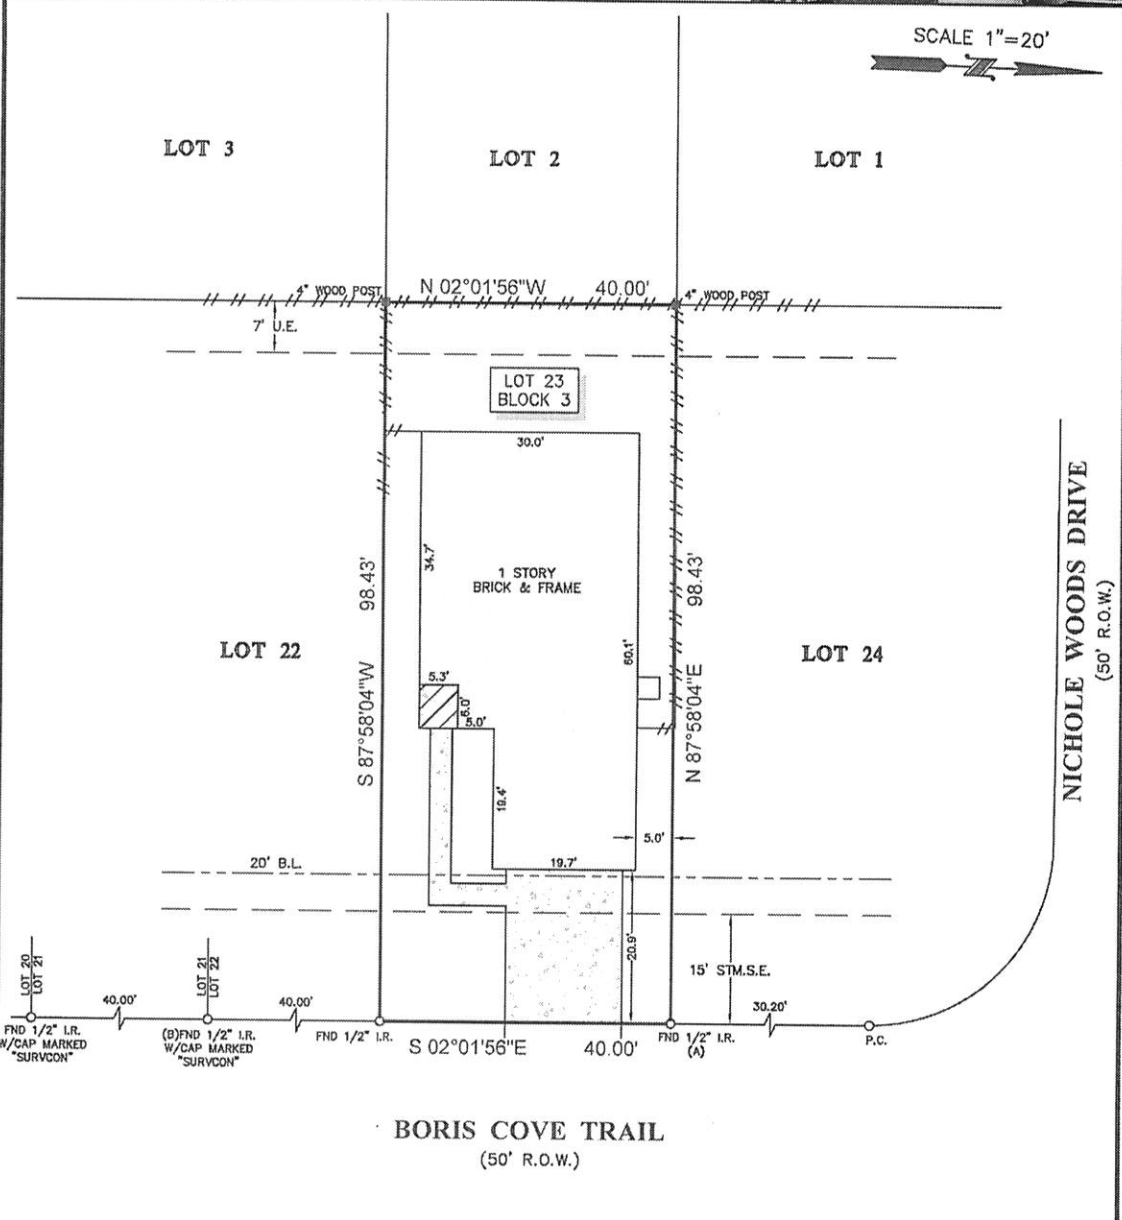 SCALE 1"=20'
LOT 3
LOT 2
LOT 1
4" WOOD POST
N 02°01'56"W
40.00'
4" WOOD POST
7' U.E.
LOT 23
BLOCK 3
30.0'
34.7'
1 STORY
BRICK & FRAME
98.43'
S 87°58'04"W
98.43'
N 87°58'04"E
60.1'
LOT 22
LOT 24
NICHOLE WOODS DRIVE
(50' R.O.W.)
5.3'
6.0'
5.0'
19.4'
5.0'
19.7'
20' B.L.
20.9'
15' STM.S.E.
LOT 20
LOT 21
LOT 21
LOT 22
40.00'
40.00'
30.20'
FND 1/2" I.R.
W/CAP MARKED
"SURVCON"
(B)FND 1/2" I.R.
W/CAP MARKED
"SURVCON"
FND 1/2" I.R.
S 02°01'56"E
40.00'
FND 1/2" I.R.
(A)
P.C.
BORIS COVE TRAIL
(50' R.O.W.)